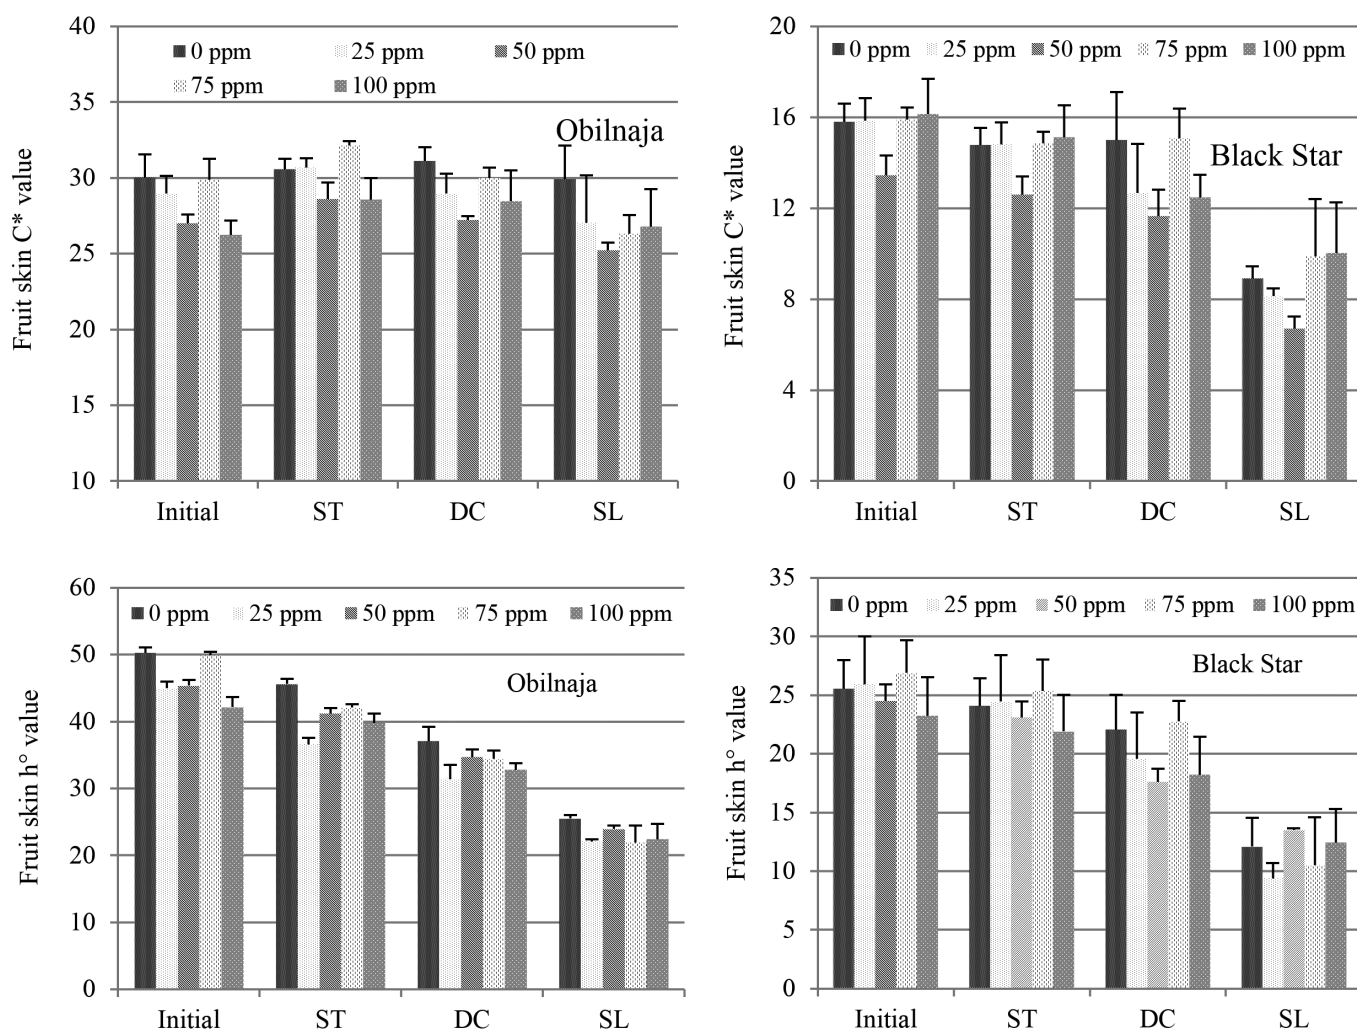 40
35
30
25
20
15
10
Fruit skin C* value
0 ppm 25 ppm 50 ppm
75 ppm 100 ppm
Obilnaja
Initial ST DC SL
20
16
12
8
4
0
Fruit skin C* value
0 ppm 25 ppm 50 ppm 75 ppm 100 ppm
Black Star
Initial ST DC SL
60
50
40
30
20
10
0
Fruit skin h° value
0 ppm 25 ppm 50 ppm 75 ppm 100 ppm
Obilnaja
Initial ST DC SL
35
30
25
20
15
10
5
0
Fruit skin h° value
0 ppm 25 ppm 50 ppm 75 ppm 100 ppm
Black Star
Initial ST DC SL